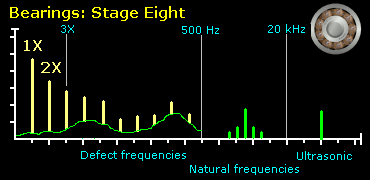 Bearings: Stage Eight
3X
500 Hz
20 kHz
1X
2X
Defect frequencies
Ultrasonic
Natural frequencies